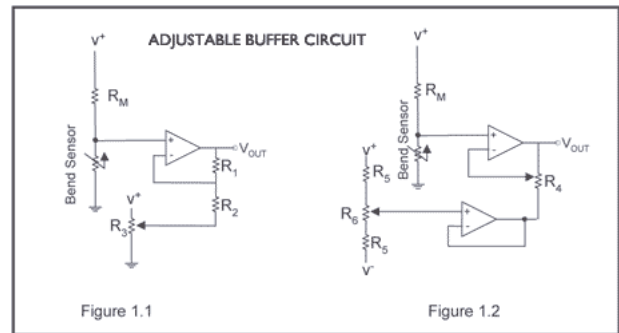 ADJUSTABLE BUFFER CIRCUIT
V+
RM
Bend Sensor
+
-
VOUT
R1
R2
V+
R3
Figure 1.1
V+
RM
Bend Sensor
+
-
VOUT
R4
V+
R5
R6
+
-
R5
V-
Figure 1.2